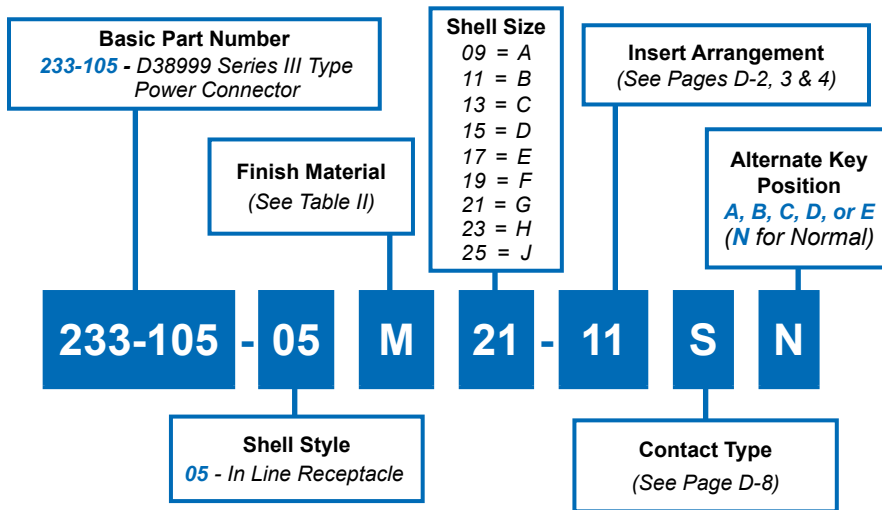 Basic Part Number
233-105 - D38999 Series III Type
Power Connector
Finish Material
(See Table II)
Shell Size
09 = A
11 = B
13 = C
15 = D
17 = E
19 = F
21 = G
23 = H
25 = J
Insert Arrangement
(See Pages D-2, 3 & 4)
Alternate Key
Position
A, B, C, D, or E
(N for Normal)
233-105 - 05 M 21 - 11 S N
Shell Style
05 - In Line Receptacle
Contact Type
(See Page D-8)